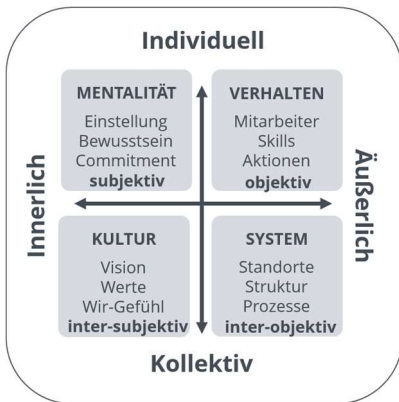 Individuell
MENTALITÄT
Einstellung
Bewusstsein
Commitment
subjektiv
VERHALTEN
Mitarbeiter
Skills
Aktionen
objektiv
Innerlich
Äußerlich
KULTUR
Vision
Werte
Wir-Gefühl
inter-subjektiv
SYSTEM
Standorte
Struktur
Prozesse
inter-objektiv
Kollektiv